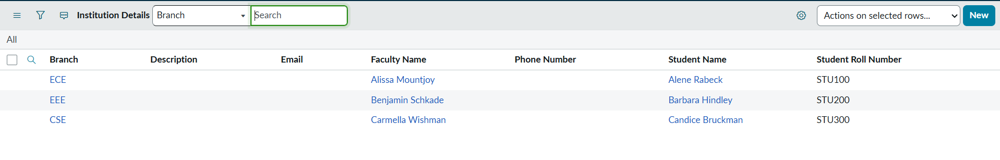 Institution Details Branch Search Actions on selected rows... New
All
Branch Description Email Faculty Name Phone Number Student Name Student Roll Number
ECE Alissa Mountjoy Alene Rabeck STU100
EEE Benjamin Schkade Barbara Hindley STU200
CSE Carmella Wishman Candice Bruckman STU300